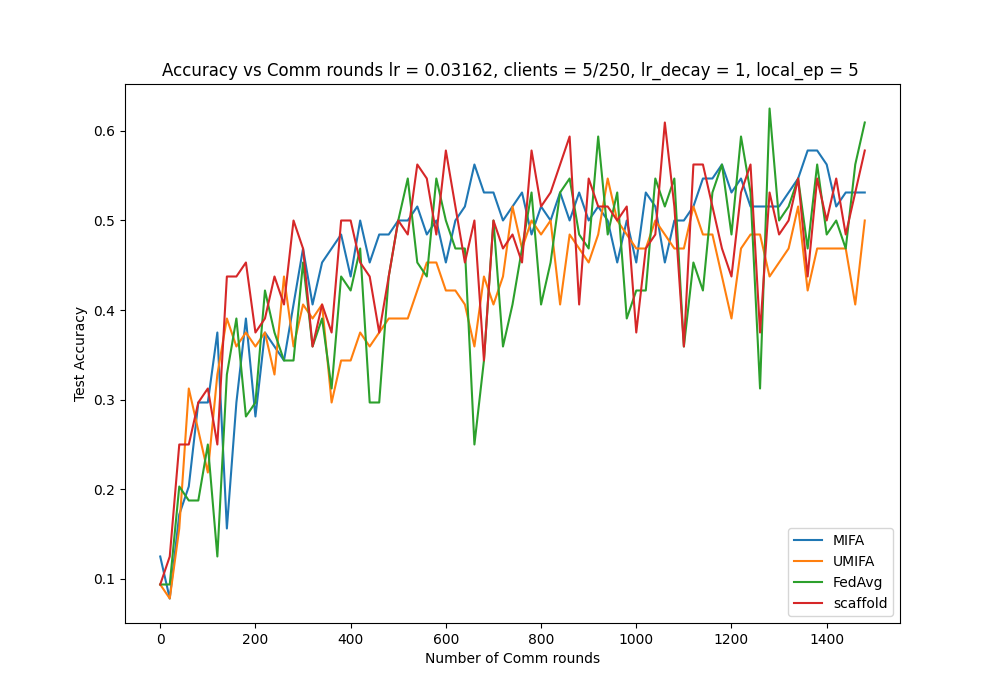 Accuracy vs Comm rounds lr = 0.03162, clients = 5/250, lr_decay = 1, local_ep = 5
Test Accuracy
0.6
0.5
0.4
0.3
0.2
0.1
0 200 400 600 800 1000 1200 1400
Number of Comm rounds
MIFA
UMIFA
FedAvg
scaffold